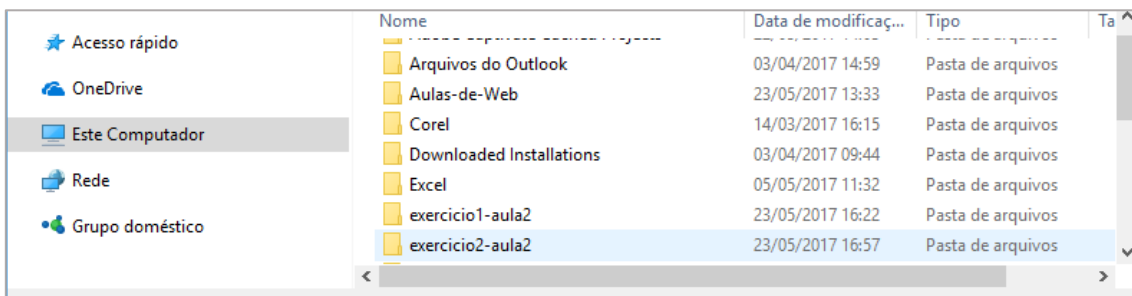 Acesso rápido
OneDrive
Este Computador
Rede
Grupo doméstico
Nome Data de modificaç... Tipo Ta
Arquivos do Outlook 03/04/2017 14:59 Pasta de arquivos
Aulas-de-Web 23/05/2017 13:33 Pasta de arquivos
Corel 14/03/2017 16:15 Pasta de arquivos
Downloaded Installations 03/04/2017 09:44 Pasta de arquivos
Excel 05/05/2017 11:32 Pasta de arquivos
exercicio1-aula2 23/05/2017 16:22 Pasta de arquivos
exercicio2-aula2 23/05/2017 16:57 Pasta de arquivos